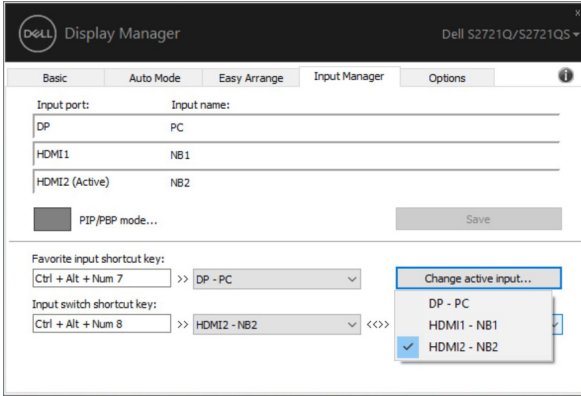 DELL Display Manager
Dell S2721Q/S2721QS
Basic Auto Mode Easy Arrange Input Manager Options
Input port: Input name:
DP PC
HDMI1 NB1
HDMI2 (Active) NB2
PIP/PBP mode... Save
Favorite input shortcut key:
Ctrl + Alt + Num 7 >> DP - PC Change active input...
Input switch shortcut key:
Ctrl + Alt + Num 8 >> HDMI2 - NB2 <<>>
DP - PC
HDMI1 - NB1
HDMI2 - NB2